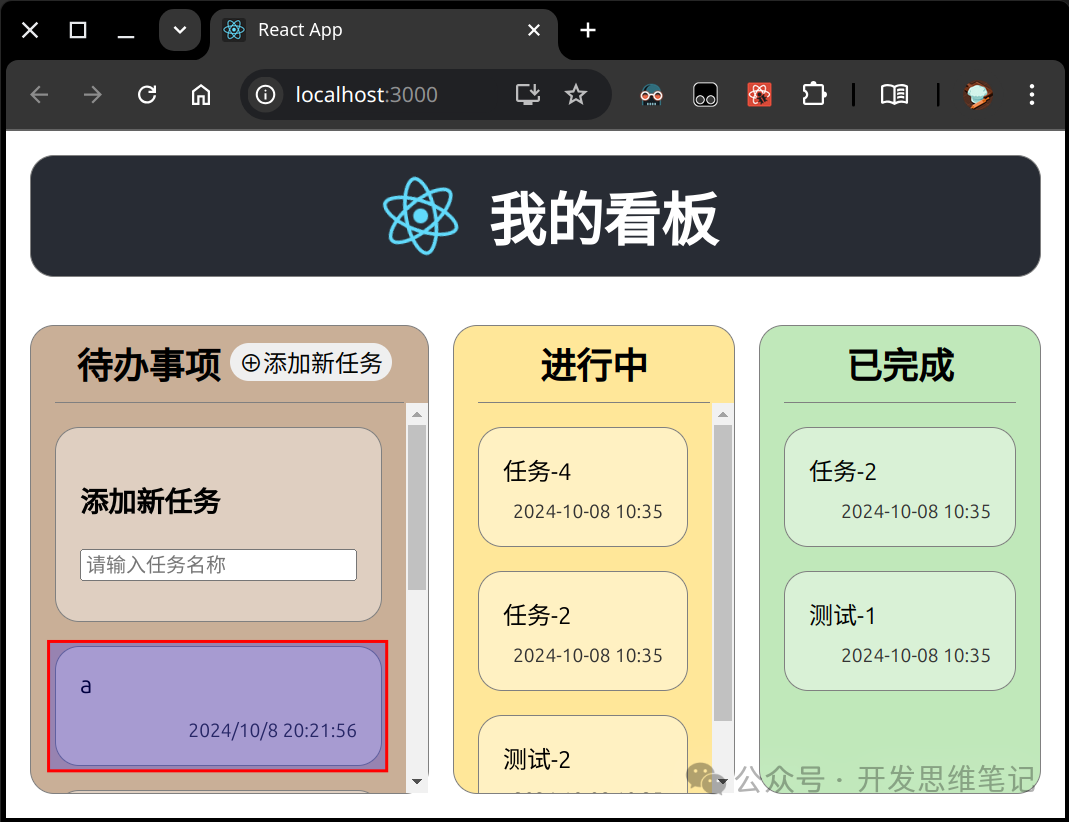 React App
localhost:3000
我的看板
待办事项
⊕添加新任务
添加新任务
请输入任务名称
a
2024/10/8 20:21:56
进行中
任务-4
2024-10-08 10:35
任务-2
2024-10-08 10:35
测试-2
已完成
任务-2
2024-10-08 10:35
测试-1
2024-10-08 10:35
公众号 · 开发思维笔记